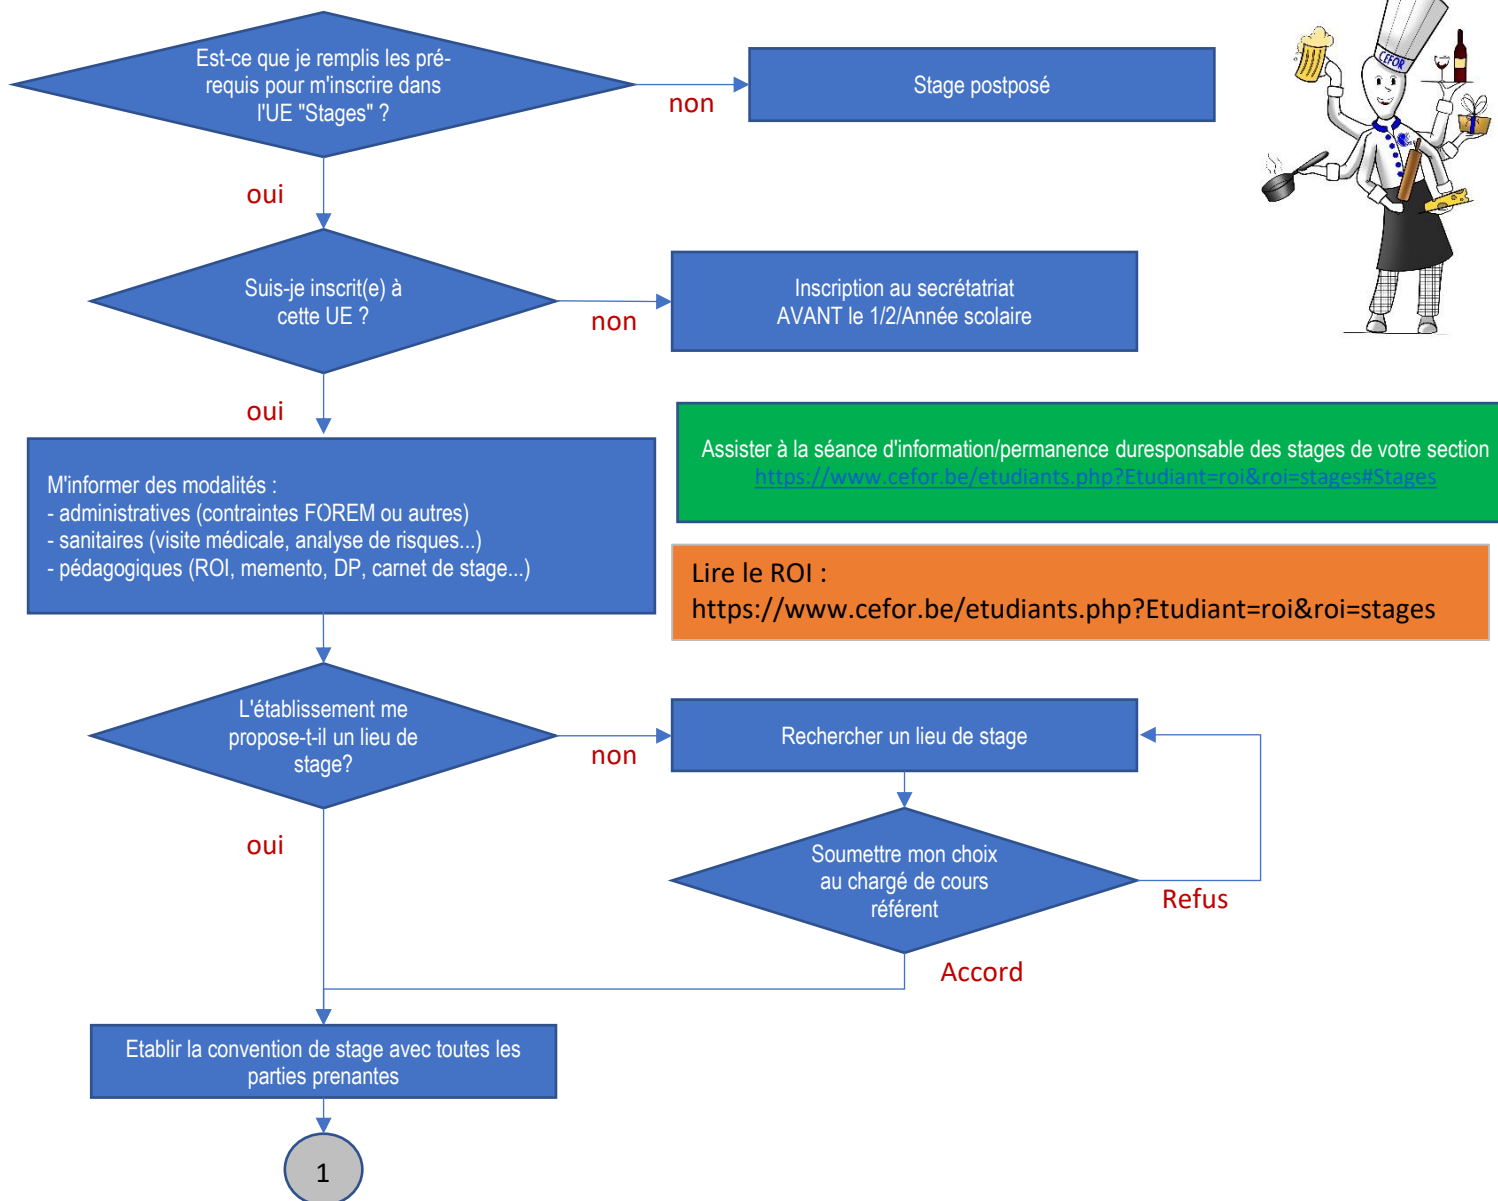 Est-ce que je remplis les pré-
requis pour m'inscrire dans
l'UE "Stages" ?
non
Stage postposé
CEFOR
oui
Suis-je inscrit(e) à
cette UE ?
non
Inscription au secrétatriat
AVANT le 1/2/Année scolaire
oui
M'informer des modalités :
- administratives (contraintes FOREM ou autres)
- sanitaires (visite médicale, analyse de risques...)
- pédagogiques (ROI, memento, DP, carnet de stage...)
Assister à la séance d'information/permanence duresponsable des stages de votre section
https://www.cefor.be/etudiants.php?Etudiant=roi&roi=stages#Stages
Lire le ROI :
https://www.cefor.be/etudiants.php?Etudiant=roi&roi=stages
L'établissement me
propose-t-il un lieu de
stage?
non
Rechercher un lieu de stage
oui
Soumettre mon choix
au chargé de cours
référent
Refus
Accord
Etablir la convention de stage avec toutes les
parties prenantes
1